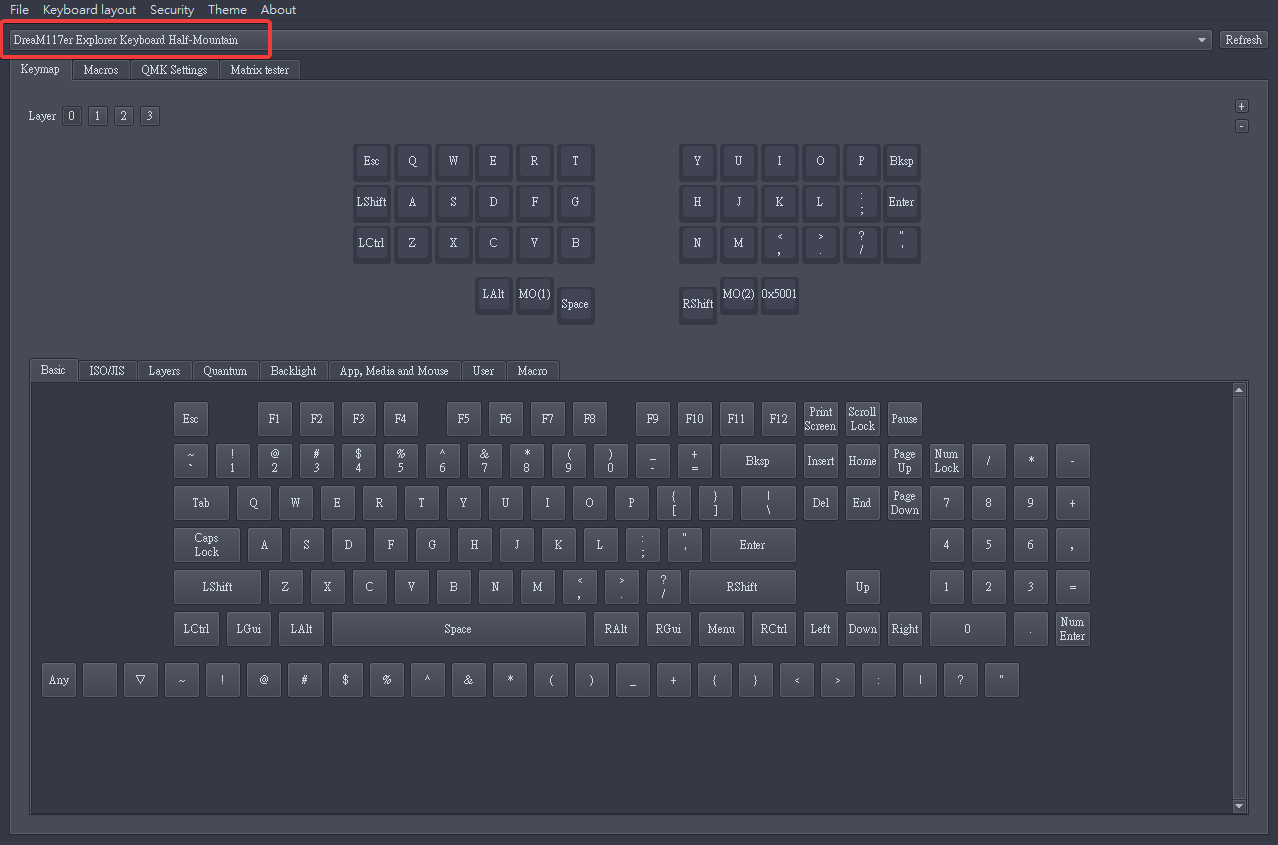 File Keyboard layout Security Theme About
DreaM117er Explorer Keyboard Half-Mountain Refresh
Keymap Macros QMK Settings Matrix tester
Layer 0 1 2 3 +
-
Esc Q W E R T Y U I O P Bksp
LShift A S D F G H J K L : ; Enter
LCtrl Z X C V B N M < , > . ? / " '
LAlt MO(1) Space RShift MO(2) 0x5001
Basic ISO/JIS Layers Quantum Backlight App, Media and Mouse User Macro
Esc F1 F2 F3 F4 F5 F6 F7 F8 F9 F10 F11 F12 Print Screen Scroll Lock Pause
~ ` ! 1 @ 2 # 3 $ 4 % 5 ^ 6 & 7 * 8 ( 9 ) 0 _ - + = Bksp Insert Home Page Up Num Lock / * -
Tab Q W E R T Y U I O P { [ } ] | \ Del End Page Down 7 8 9 +
Caps Lock A S D F G H J K L : ; " ' Enter 4 5 6 ,
LShift Z X C V B N M < , > . ? / RShift Up 1 2 3 =
LCtrl LGui LAlt Space RAlt RGui Menu RCtrl Left Down Right 0 . Num Enter
Any ▽ ~ ! @ # $ % ^ & * ( ) _ + { } < > : | ? "